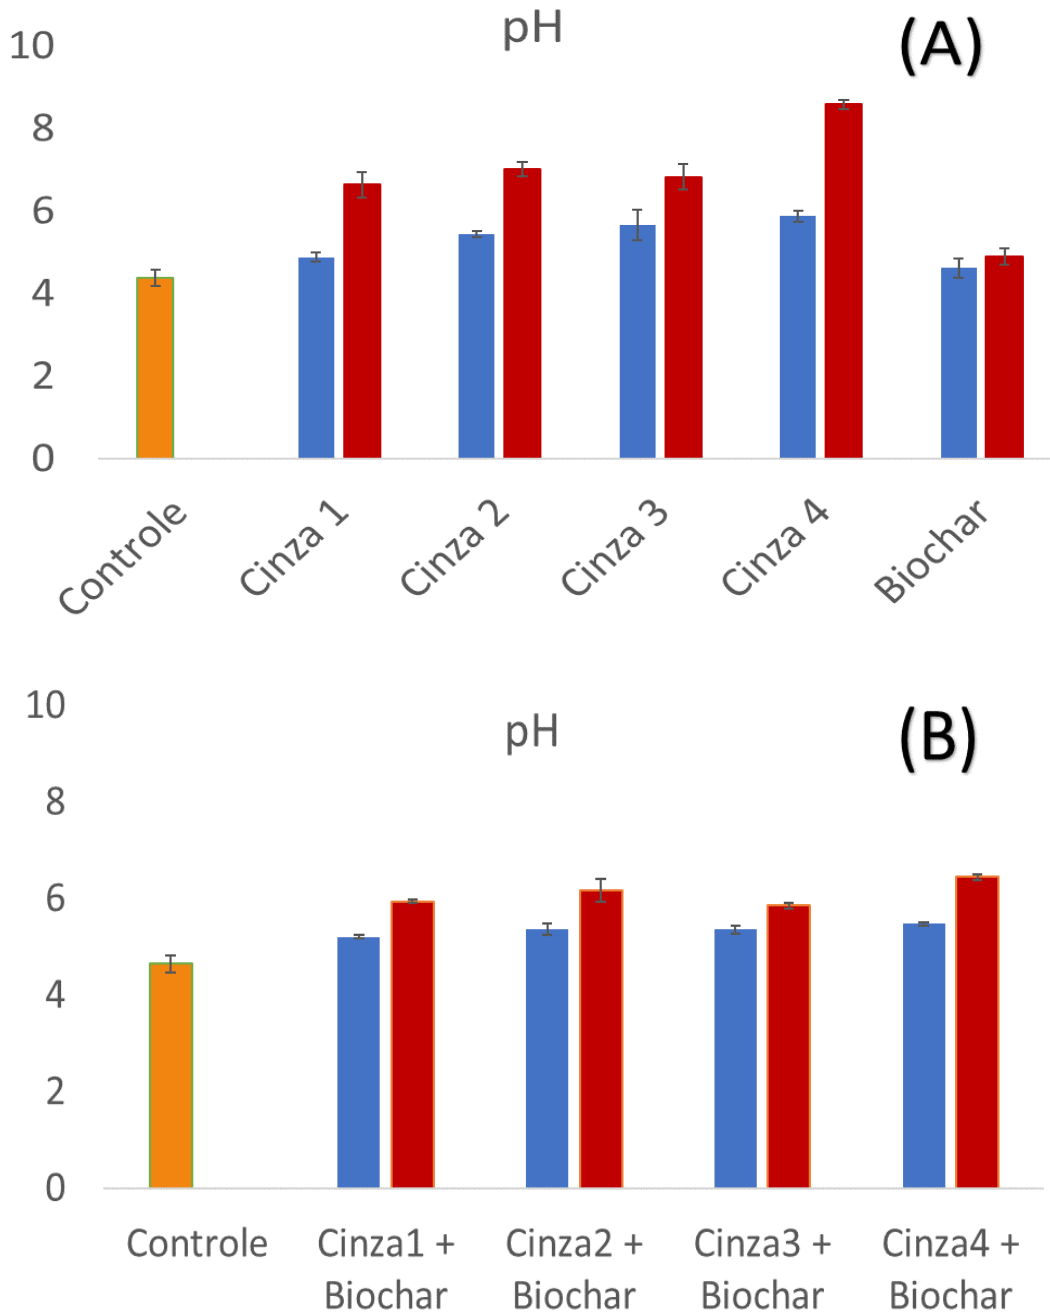 pH
(A)
10
8
6
4
2
0
Controle
Cinza 1
Cinza 2
Cinza 3
Cinza 4
Biochar
pH
(B)
10
8
6
4
2
0
Controle
Cinza1 +
Biochar
Cinza2 +
Biochar
Cinza3 +
Biochar
Cinza4 +
Biochar